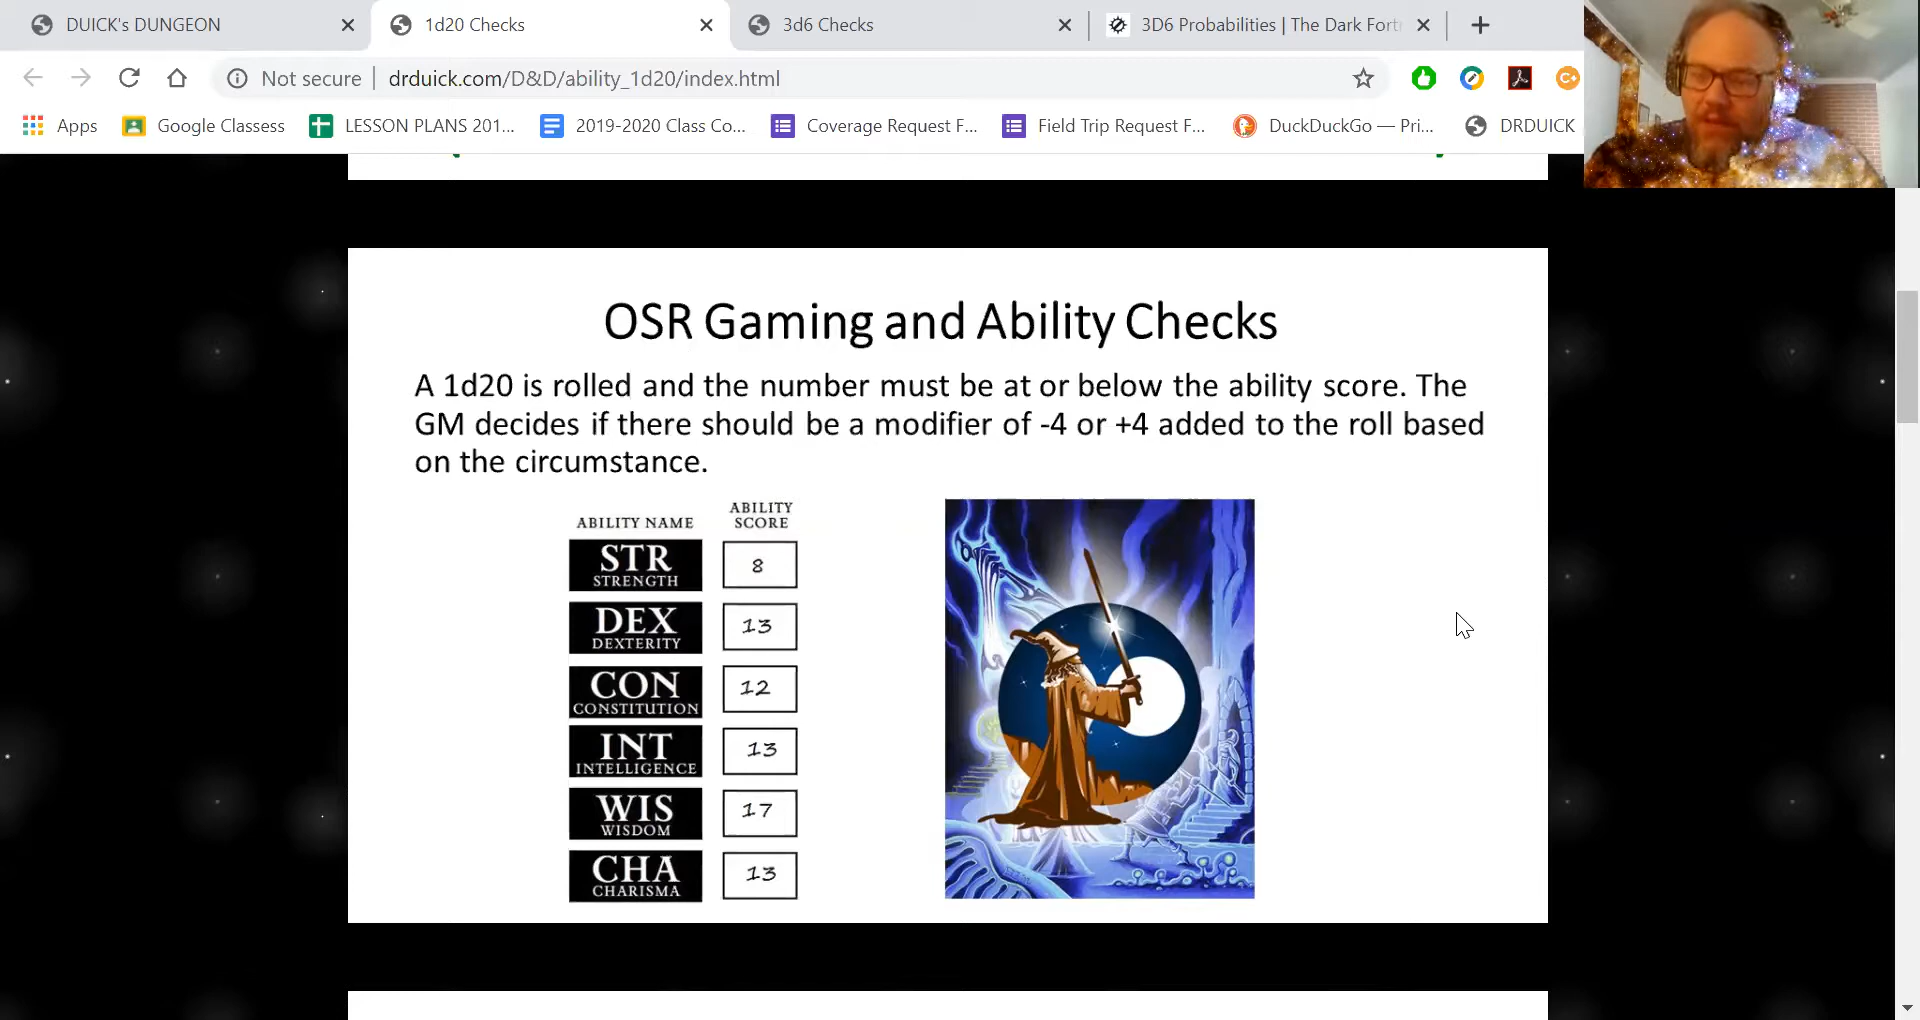 DUICK's DUNGEON
1d20 Checks
3d6 Checks
3D6 Probabilities | The Dark Fort
Not secure
drduick.com/D&D/ability_1d20/index.html
Apps
Google Classess
LESSON PLANS 201...
2019-2020 Class Co...
Coverage Request F...
Field Trip Request F...
DuckDuckGo — Pri...
DRDUICK
OSR Gaming and Ability Checks
A 1d20 is rolled and the number must be at or below the ability score. The
GM decides if there should be a modifier of -4 or +4 added to the roll based
on the circumstance.
ABILITY NAME
ABILITY
SCORE
STR
STRENGTH
8
DEX
DEXTERITY
13
CON
CONSTITUTION
12
INT
INTELLIGENCE
13
WIS
WISDOM
17
CHA
CHARISMA
13